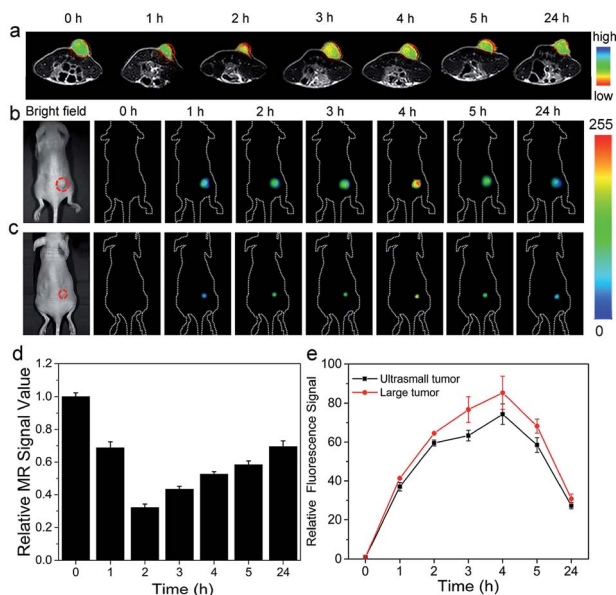 0 h 1 h 2 h 3 h 4 h 5 h 24 h
a
high
low
b
Bright field 0 h 1 h 2 h 3 h 4 h 5 h 24 h
255
0
c
d
Relative MR Signal Value
1.2
1.0
0.8
0.6
0.4
0.2
0.0
0 1 2 3 4 5 24
Time (h)
e
Relative Fluorescence Signal
100
80
60
40
20
0
Ultrasmall tumor
Large tumor
0 1 2 3 4 5 24
Time (h)